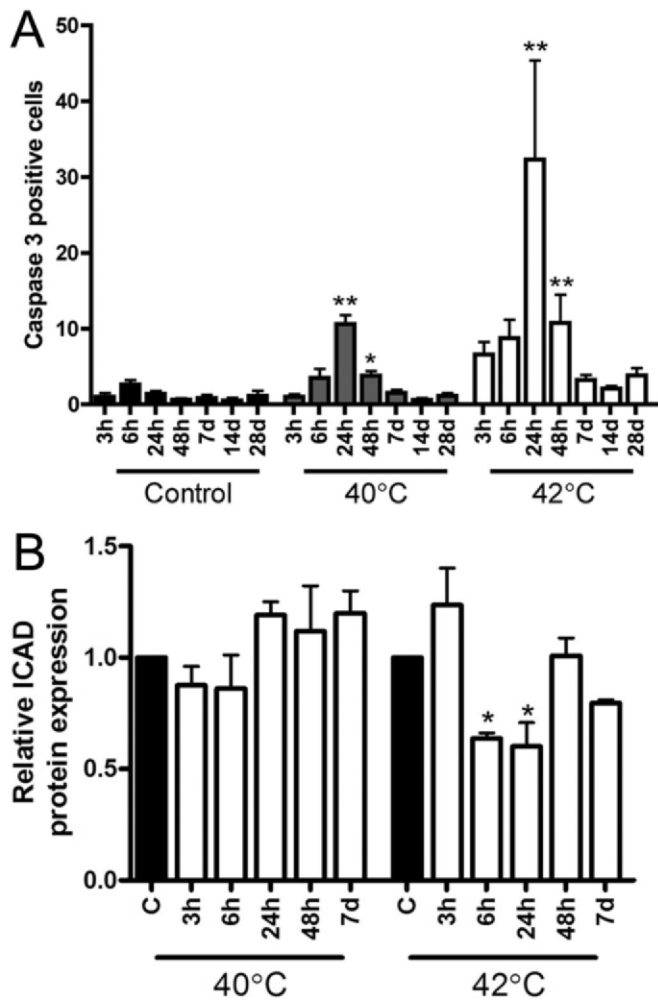 A
Caspase 3 positive cells
50
40
30
20
10
0
**
*
**
**
3h 6h 24h 48h 7d 14d 28d 3h 6h 24h 48h 7d 14d 28d 3h 6h 24h 48h 7d 14d 28d
Control 40°C 42°C
B
Relative ICAD
protein expression
1.5
1.0
0.5
0.0
* *
C 3h 6h 24h 48h 7d C 3h 6h 24h 48h 7d
40°C 42°C